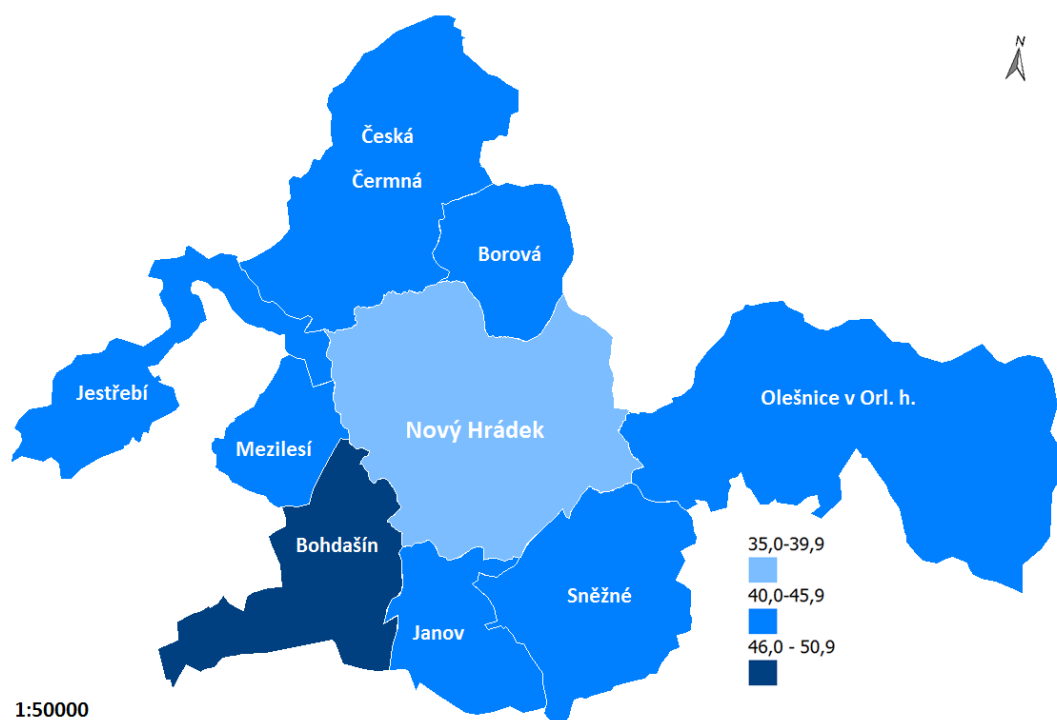 N
Česká
Čermná
Borová
Jestřebí
Olešnice v Orl. h.
Nový Hrádek
Mezilesí
Bohdašín
35,0-39,9
40,0-45,9
Sněžné
Janov
46,0 - 50,9
1:50000